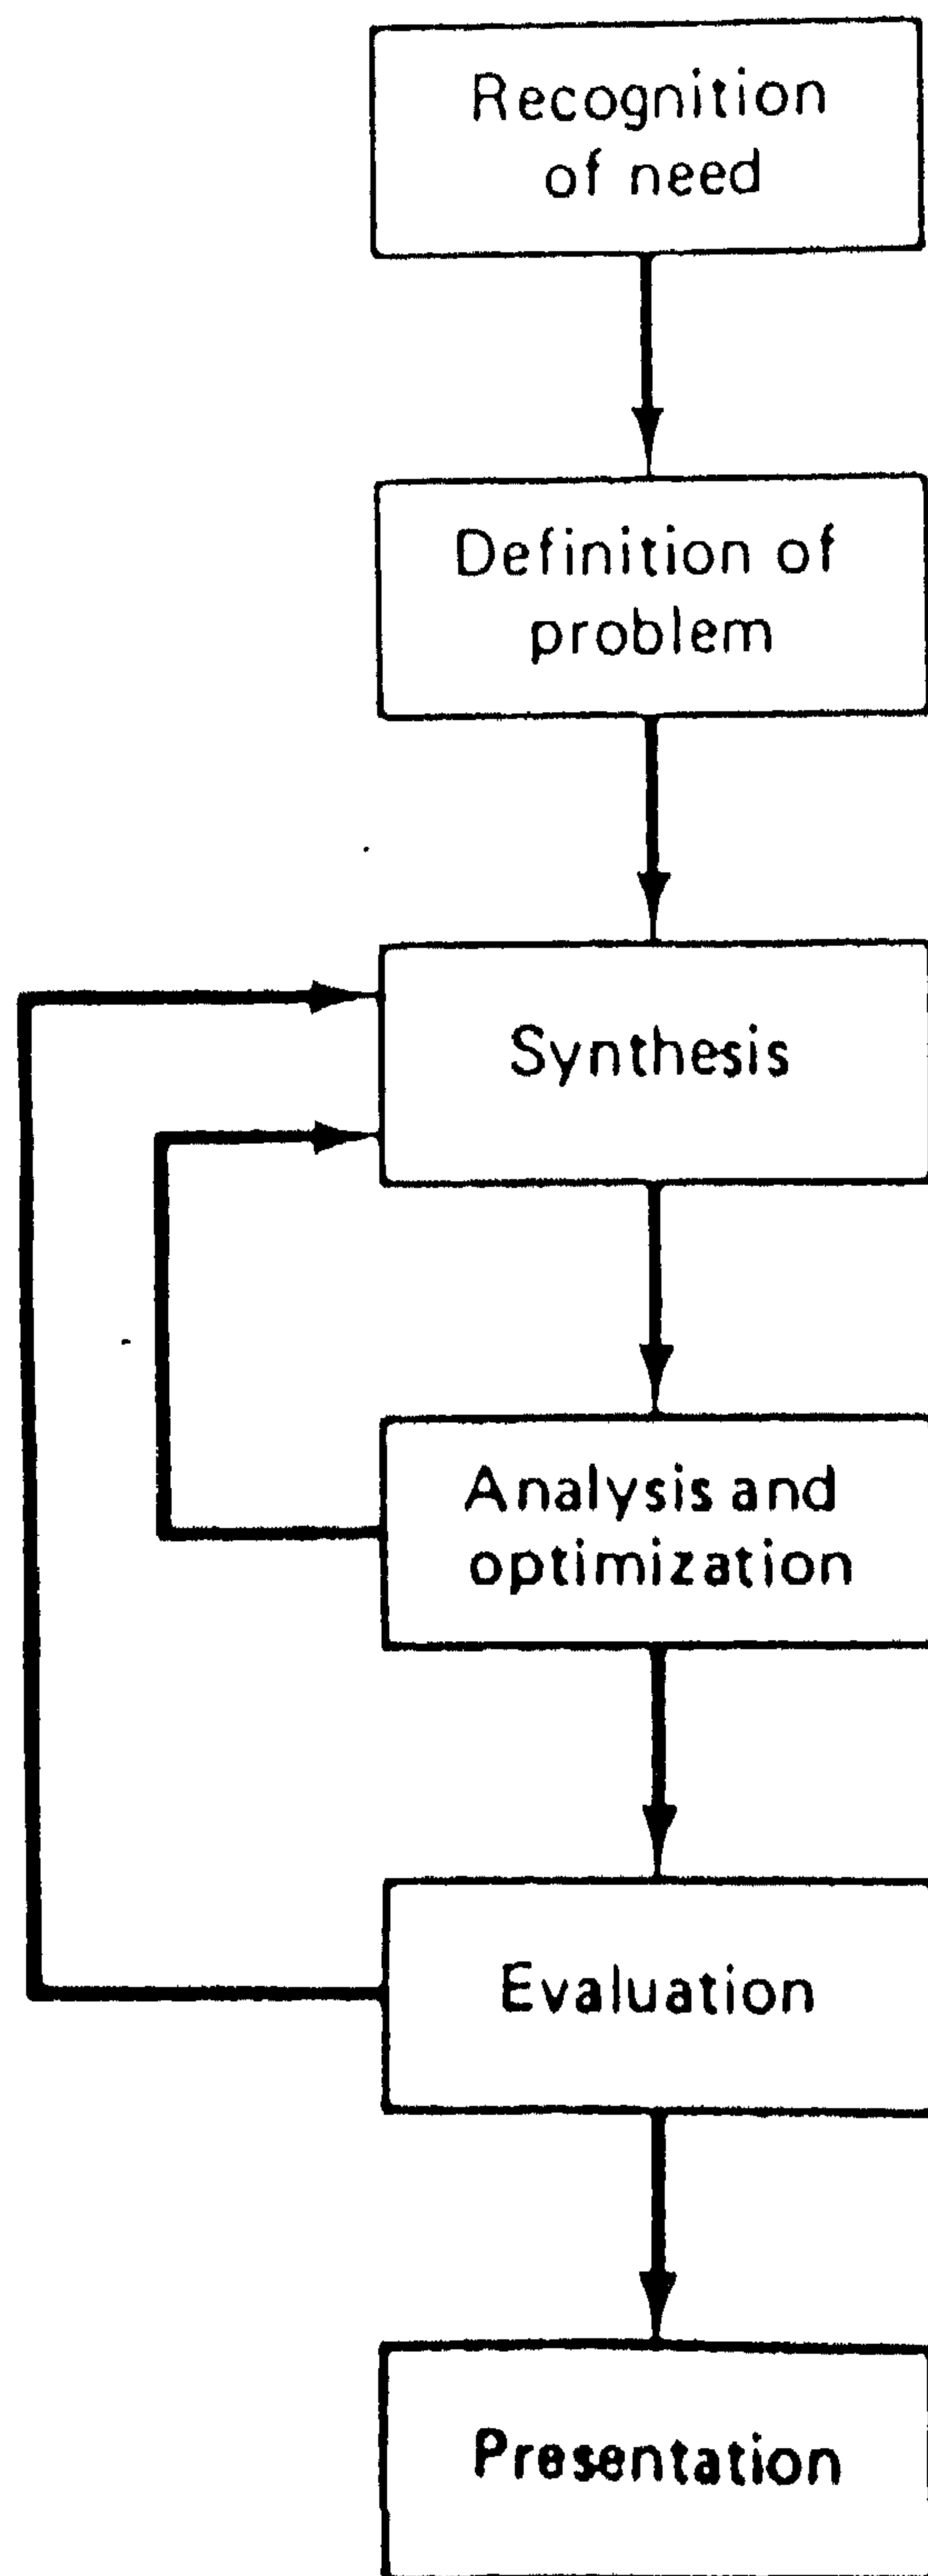 Recognition
of need
Definition of
problem
Synthesis
Analysis and
optimization
Evaluation
Presentation